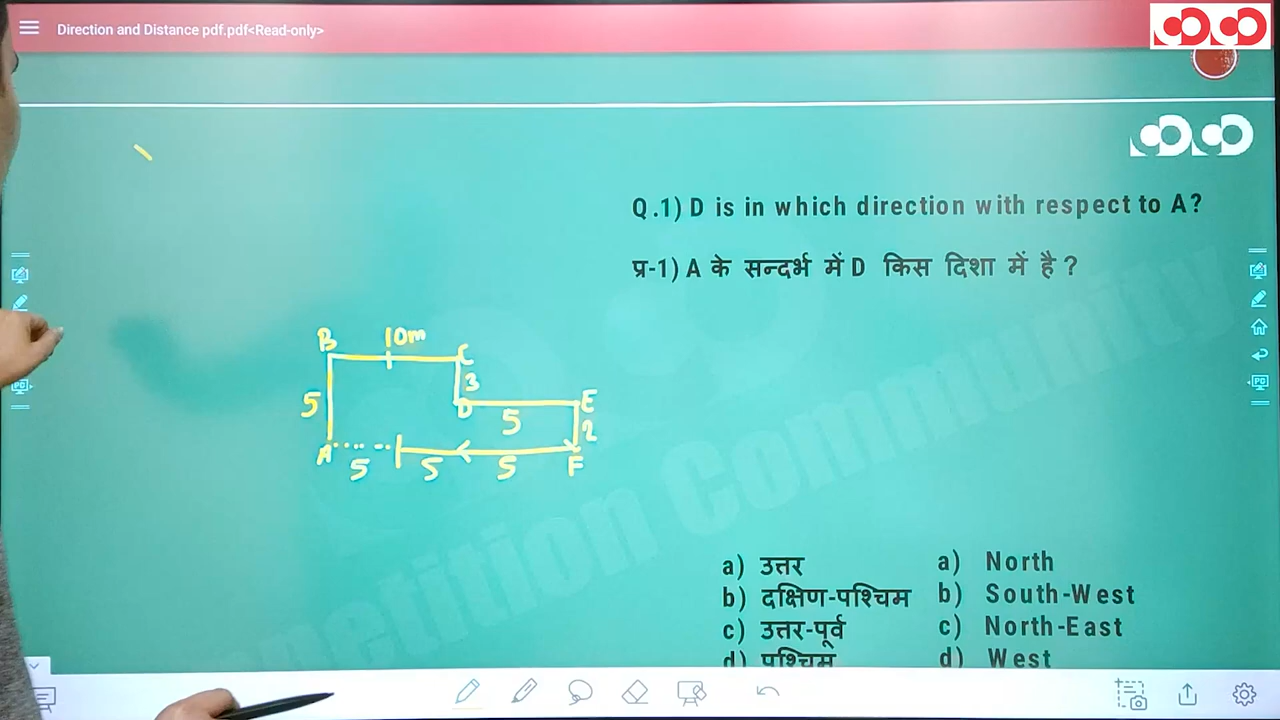 Direction and Distance pdf.pdf<Read-only>
Q.1) D is in which direction with respect to A?
प्र-1) A के सन्दर्भ में D किस दिशा में है ?
B 10m C
3
5 D 5 E
2
A 5 5 5 F
a) उत्तर a) North
b) दक्षिण-पश्चिम b) South-West
c) उत्तर-पूर्व c) North-East
d) पश्चिम d) West